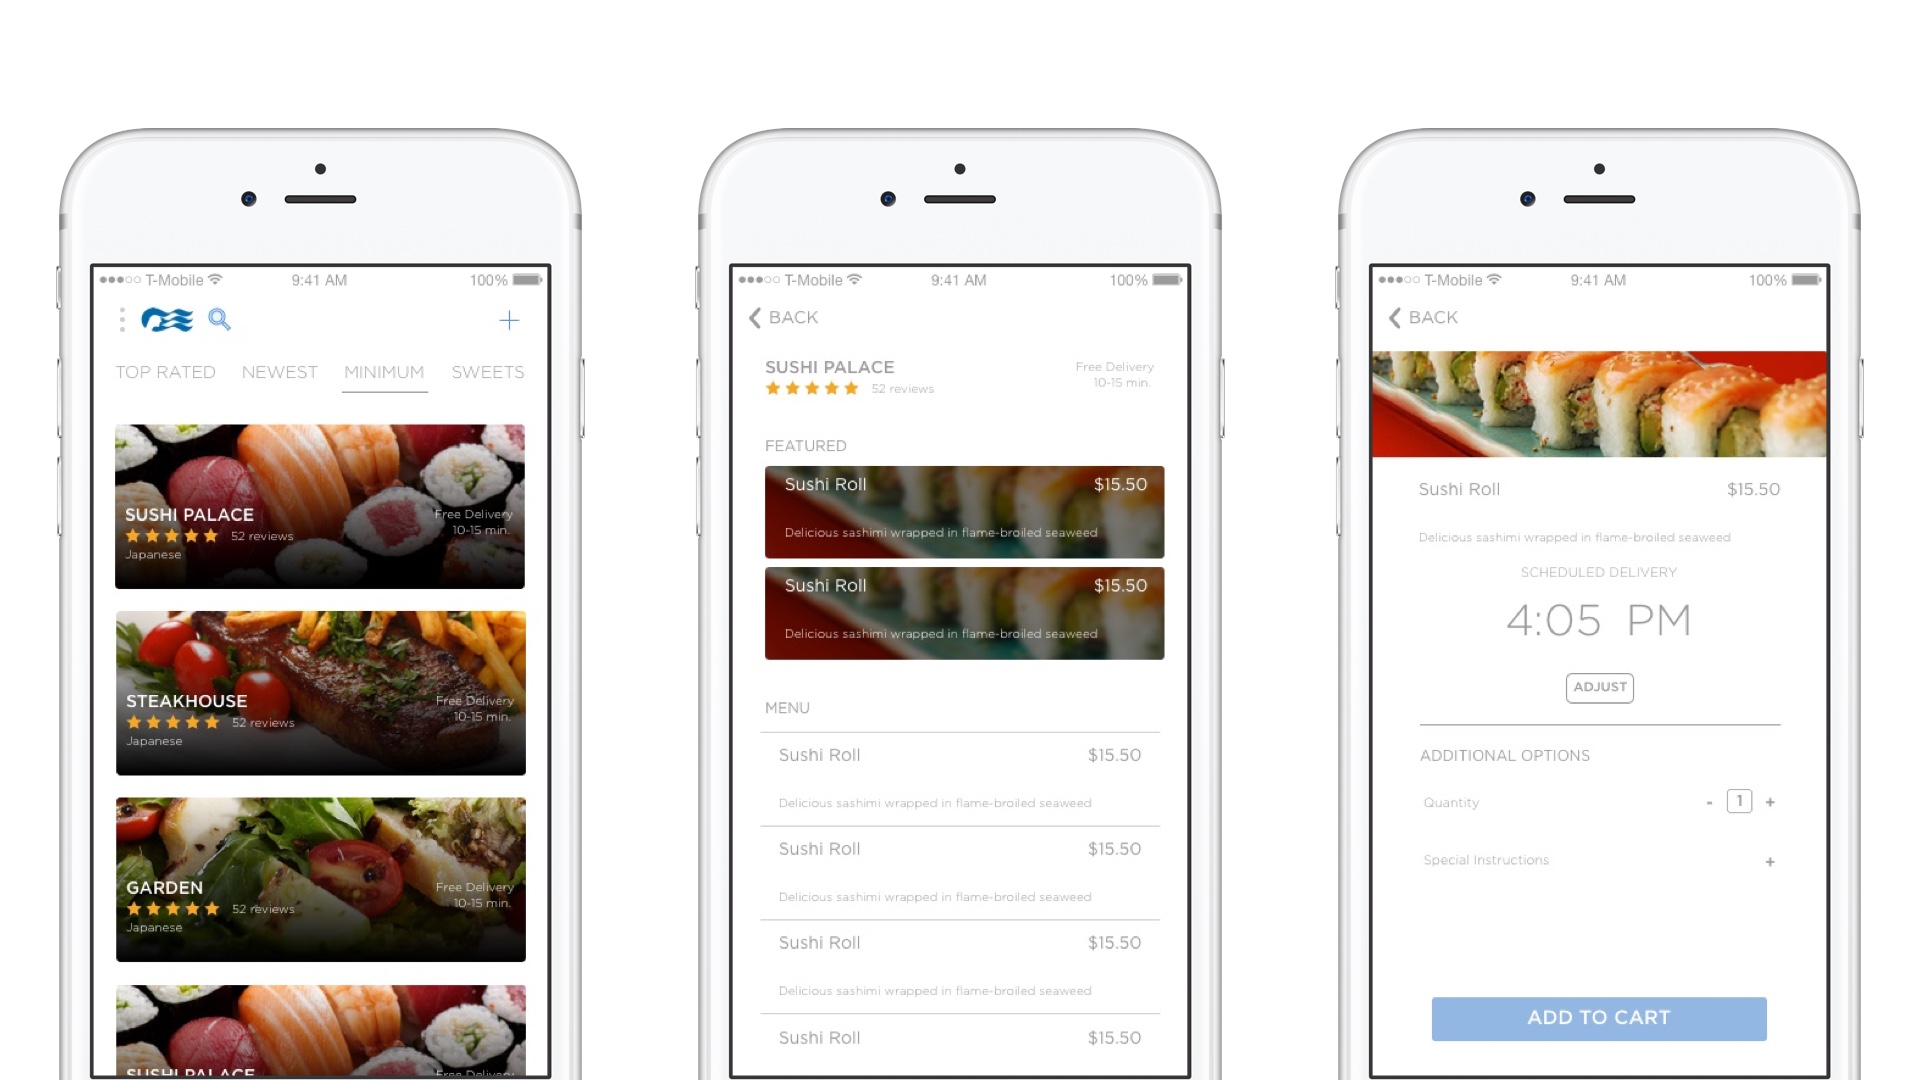 T-Mobile 9:41 AM 100%
TOP RATED NEWEST MINIMUM SWEETS
SUSHI PALACE
52 reviews
Japanese
Free Delivery
10-15 min.
STEAKHOUSE
52 reviews
Japanese
Free Delivery
10-15 min.
GARDEN
52 reviews
Japanese
Free Delivery
10-15 min.
SUSHI PALACE
Free Delivery
T-Mobile 9:41 AM 100%
BACK
SUSHI PALACE
52 reviews
Free Delivery
10-15 min.
FEATURED
Sushi Roll $15.50
Delicious sashimi wrapped in flame-broiled seaweed
Sushi Roll $15.50
Delicious sashimi wrapped in flame-broiled seaweed
MENU
Sushi Roll $15.50
Delicious sashimi wrapped in flame-broiled seaweed
Sushi Roll $15.50
Delicious sashimi wrapped in flame-broiled seaweed
Sushi Roll $15.50
Delicious sashimi wrapped in flame-broiled seaweed
Sushi Roll $15.50
T-Mobile 9:41 AM 100%
BACK
Sushi Roll $15.50
Delicious sashimi wrapped in flame-broiled seaweed
SCHEDULED DELIVERY
4:05 PM
ADJUST
ADDITIONAL OPTIONS
Quantity - 1 +
Special Instructions +
ADD TO CART